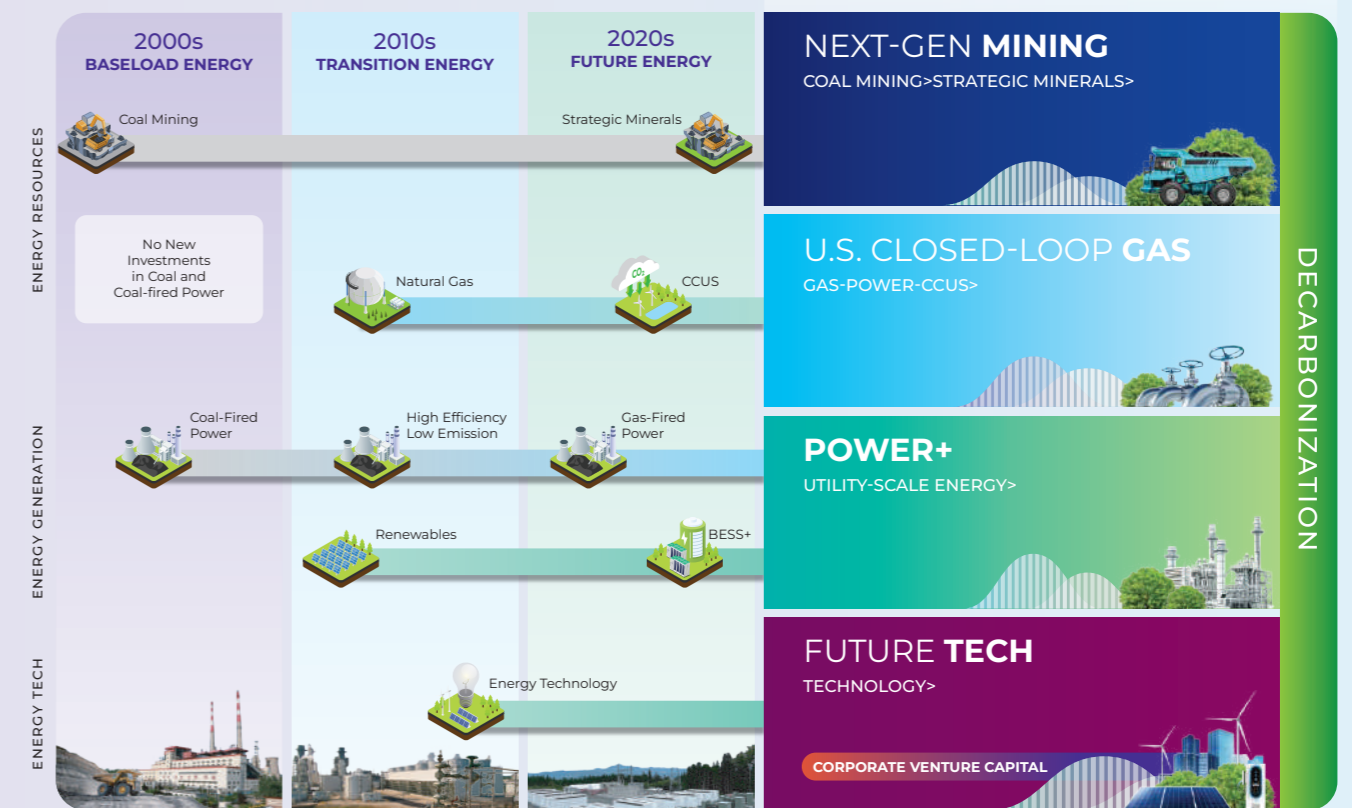 2000s
BASELOAD ENERGY
2010s
TRANSITION ENERGY
2020s
FUTURE ENERGY
ENERGY RESOURCES
Coal Mining
Strategic Minerals
No New
Investments
in Coal and
Coal-fired Power
Natural Gas
CO₂
CCUS
ENERGY GENERATION
Coal-Fired
Power
High Efficiency
Low Emission
Gas-Fired
Power
Renewables
BESS+
ENERGY TECH
Energy Technology
NEXT-GEN MINING
COAL MINING>STRATEGIC MINERALS>
U.S. CLOSED-LOOP GAS
GAS-POWER-CCUS>
POWER+
UTILITY-SCALE ENERGY>
FUTURE TECH
TECHNOLOGY>
CORPORATE VENTURE CAPITAL
DECARBONIZATION